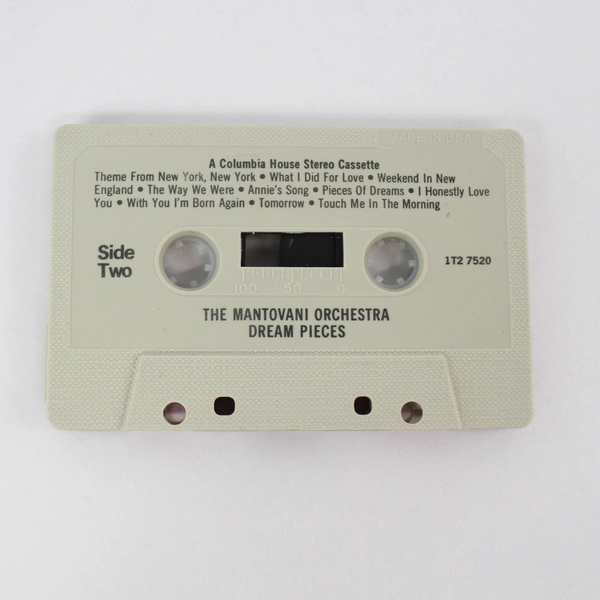 MADE IN USA
A Columbia House Stereo Cassette
Theme From New York, New York • What I Did For Love • Weekend In New
England • The Way We Were • Annie's Song • Pieces Of Dreams • I Honestly Love
You • With You I'm Born Again • Tomorrow • Touch Me In The Morning
Side
Two
1T2 7520
100 50 0
THE MANTOVANI ORCHESTRA
DREAM PIECES